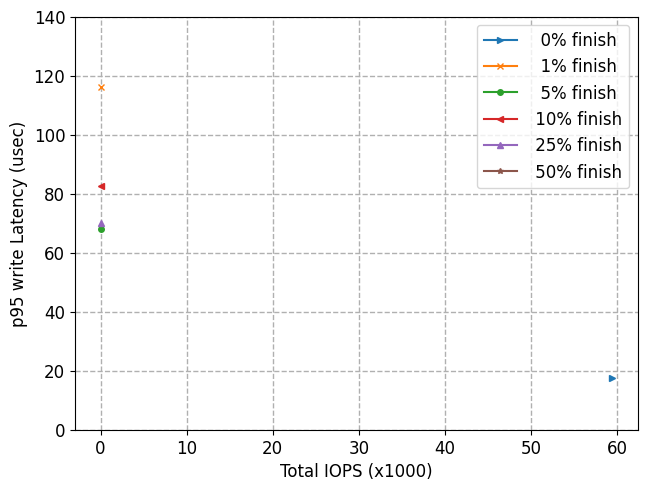 140
120
100
80
60
40
20
0
p95 write Latency (usec)
0% finish
1% finish
5% finish
10% finish
25% finish
50% finish
0 10 20 30 40 50 60
Total IOPS (x1000)